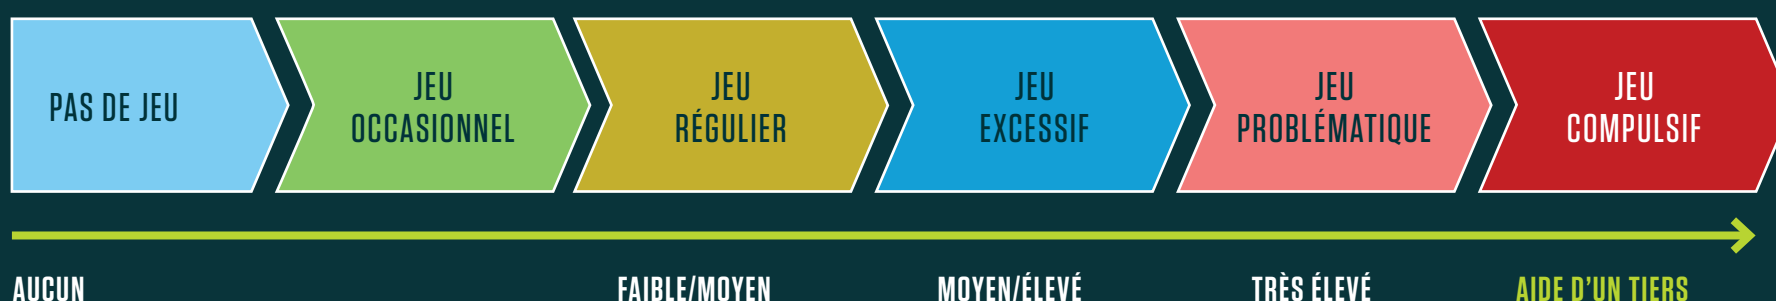 PAS DE JEU
JEU
OCCASIONNEL
JEU
RÉGULIER
JEU
EXCESSIF
JEU
PROBLÉMATIQUE
JEU
COMPULSIF
AUCUN
FAIBLE/MOYEN
MOYEN/ÉLEVÉ
TRÈS ÉLEVÉ
AIDE D'UN TIERS